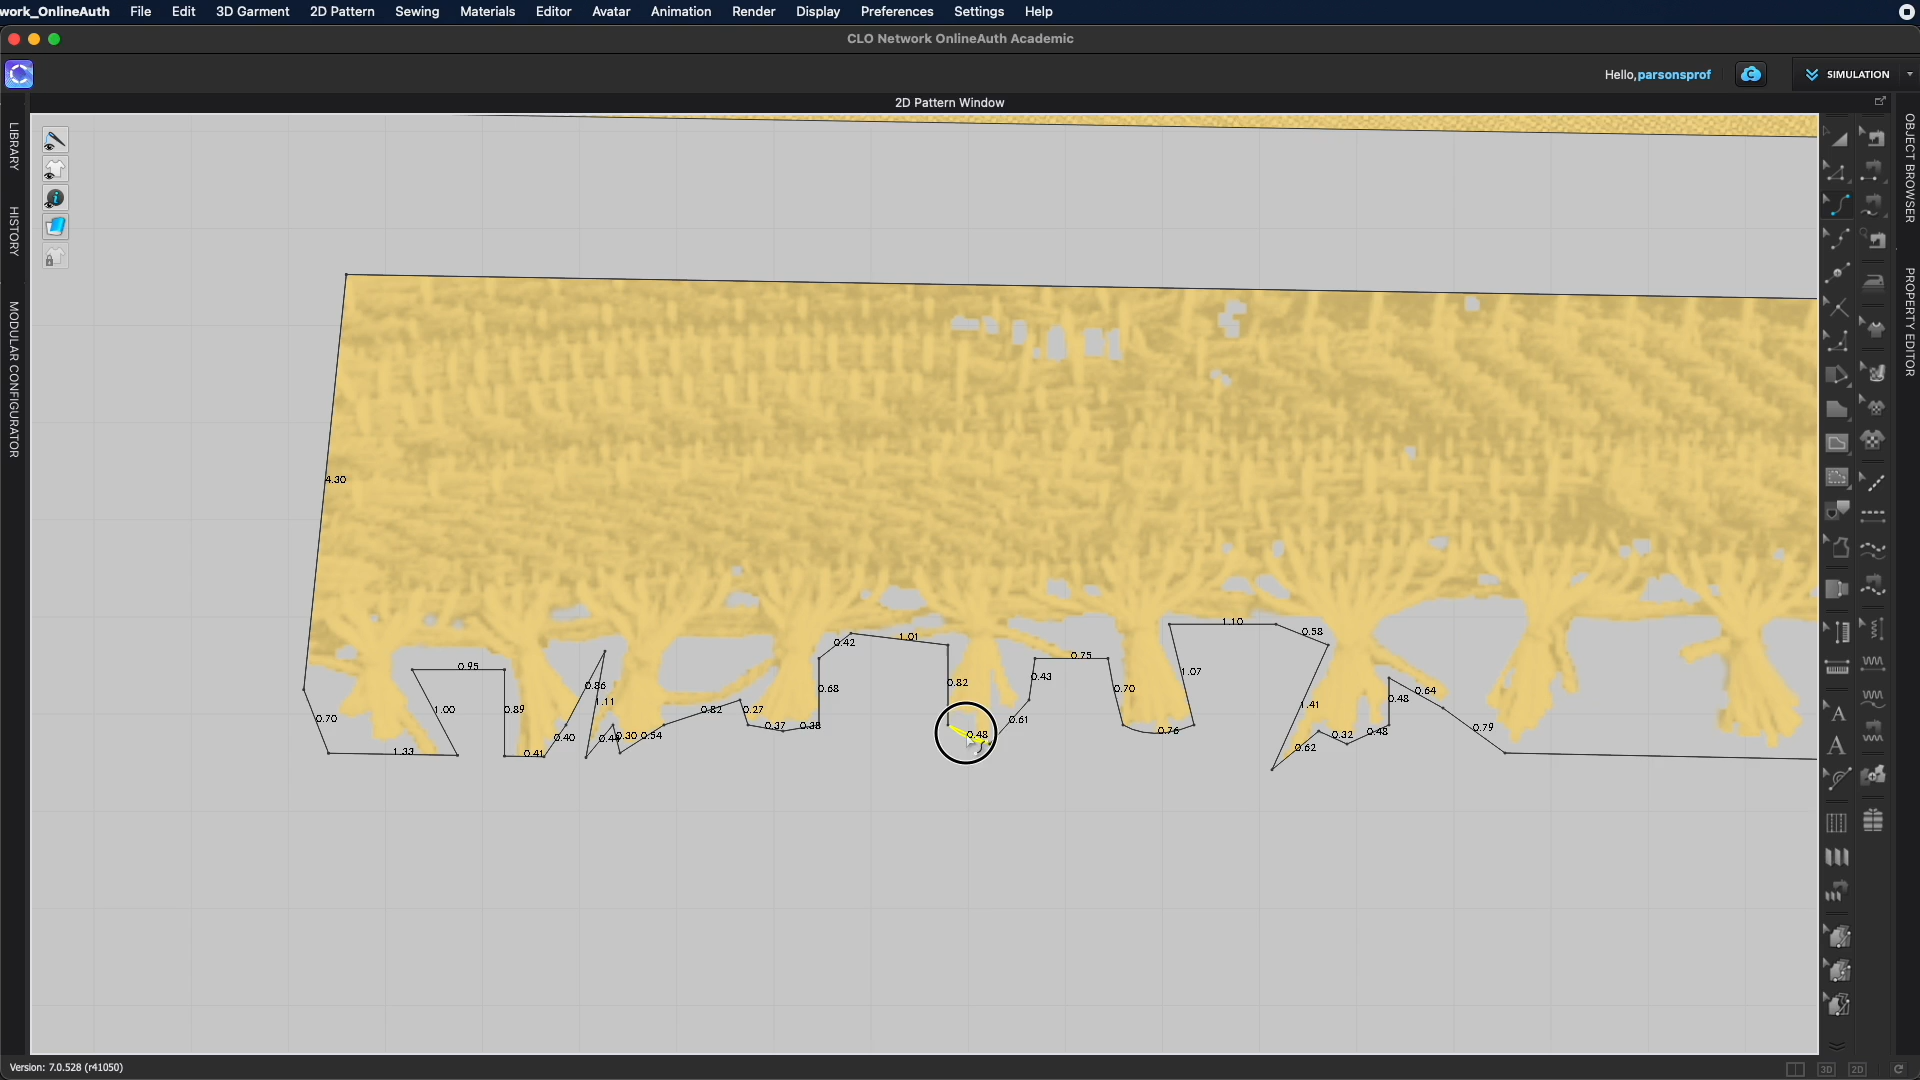 work_OnlineAuth File Edit 3D Garment 2D Pattern Sewing Materials Editor Avatar Animation Render Display Preferences Settings Help
CLO Network OnlineAuth Academic
Hello,parsonsprof
SIMULATION
2D Pattern Window
LIBRARY
HISTORY
MODULAR CONFIGURATOR
OBJECT BROWSER
PROPERTY EDITOR
4.30
0.42
1.01
1.10
0.58
0.95
0.75
0.86
0.68
0.82
0.43
0.70
1.07
0.48
0.64
0.70
1.00
0.89
1.11
0.82
0.27
0.61
1.41
0.37
0.38
0.76
0.79
1.33
0.41
0.40
0.30
0.54
0.48
0.62
0.32
0.48
Version: 7.0.528 (r41050)
3D
2D